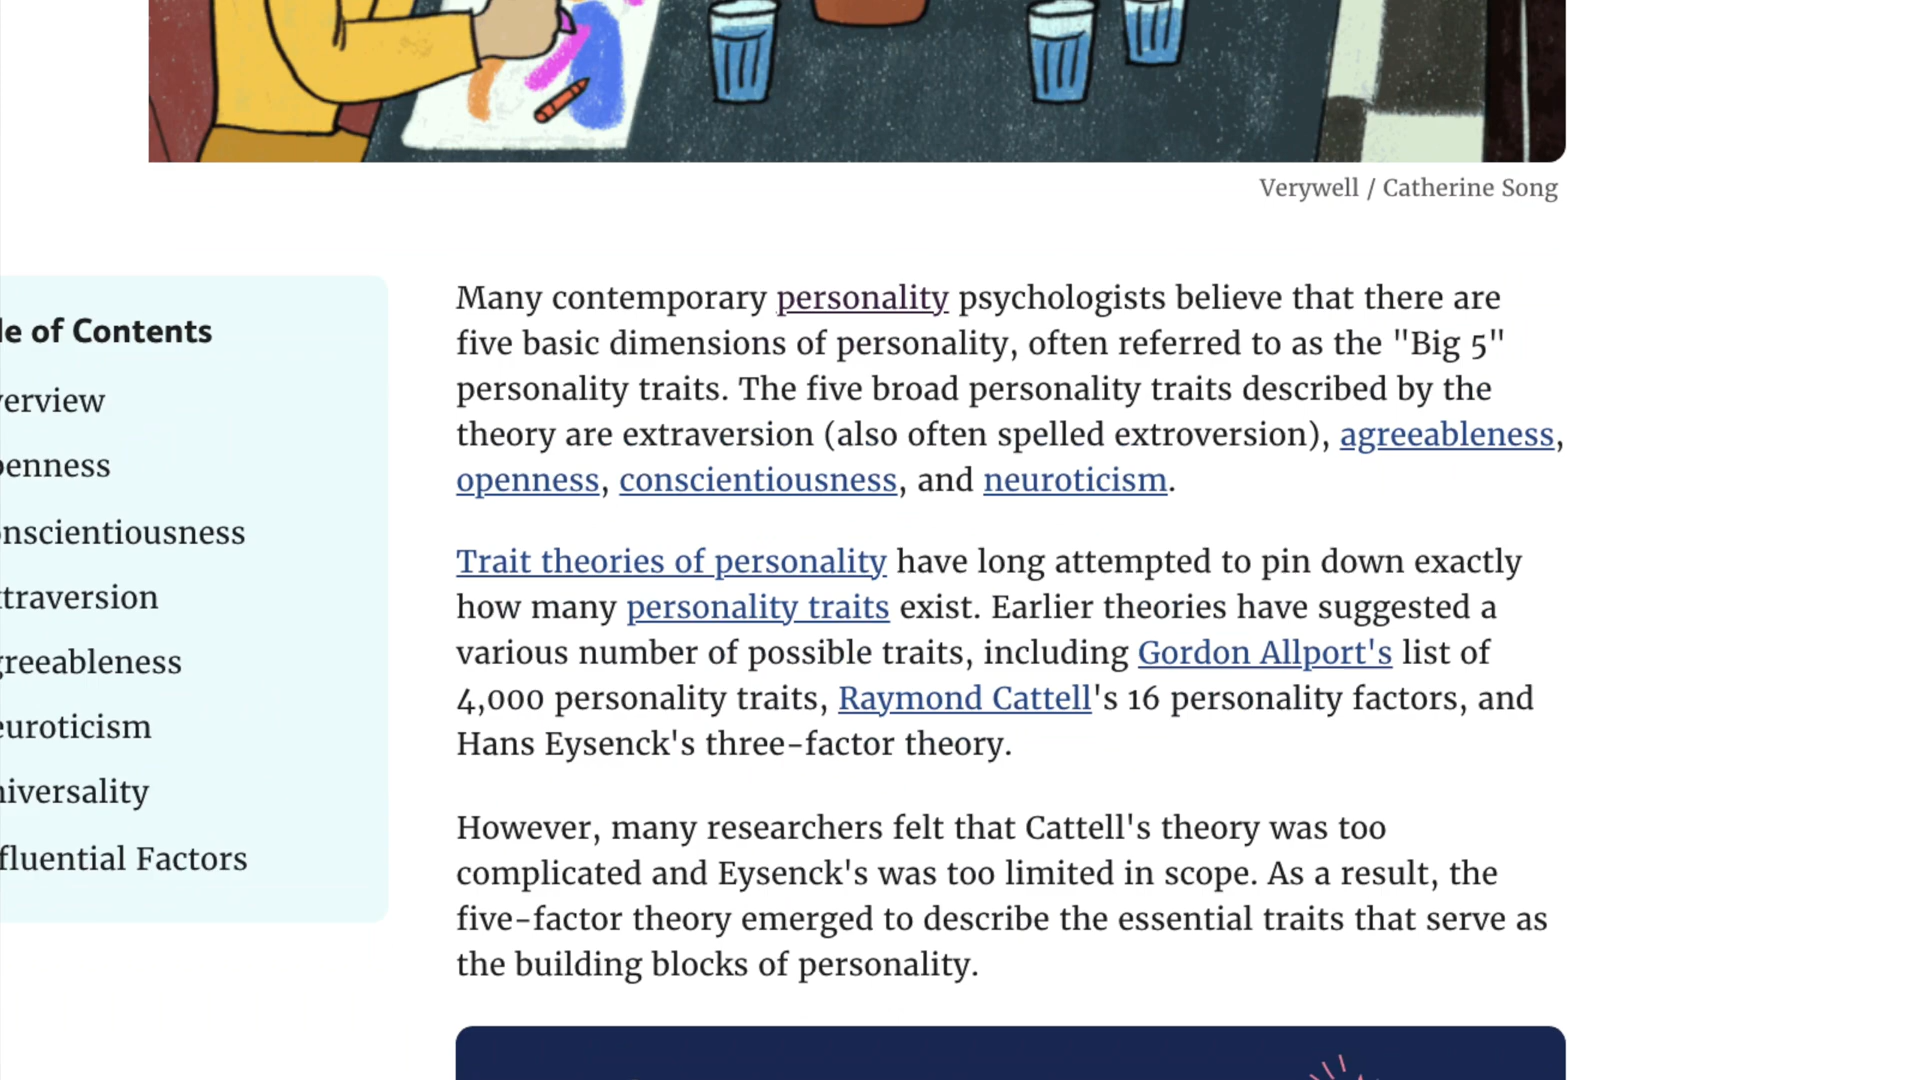 Verywell / Catherine Song
le of Contents
erview
enness
nscientiousness
traversion
greeableness
euroticism
niversality
fluential Factors
Many contemporary personality psychologists believe that there are
five basic dimensions of personality, often referred to as the "Big 5"
personality traits. The five broad personality traits described by the
theory are extraversion (also often spelled extroversion), agreeableness,
openness, conscientiousness, and neuroticism.
Trait theories of personality have long attempted to pin down exactly
how many personality traits exist. Earlier theories have suggested a
various number of possible traits, including Gordon Allport's list of
4,000 personality traits, Raymond Cattell's 16 personality factors, and
Hans Eysenck's three-factor theory.
However, many researchers felt that Cattell's theory was too
complicated and Eysenck's was too limited in scope. As a result, the
five-factor theory emerged to describe the essential traits that serve as
the building blocks of personality.